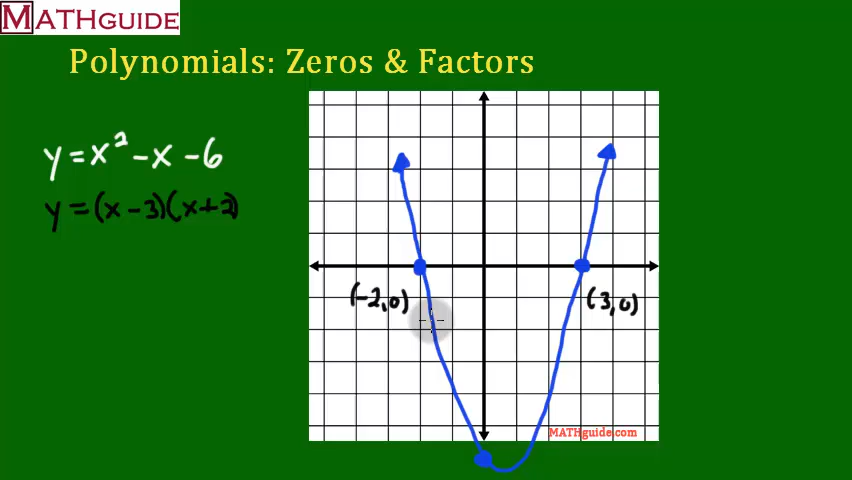 MATHGUIDE
Polynomials: Zeros & Factors
y = x² - x - 6
y = (x - 3)(x + 2)
(-2,0)
(3,0)
MATHguide.com